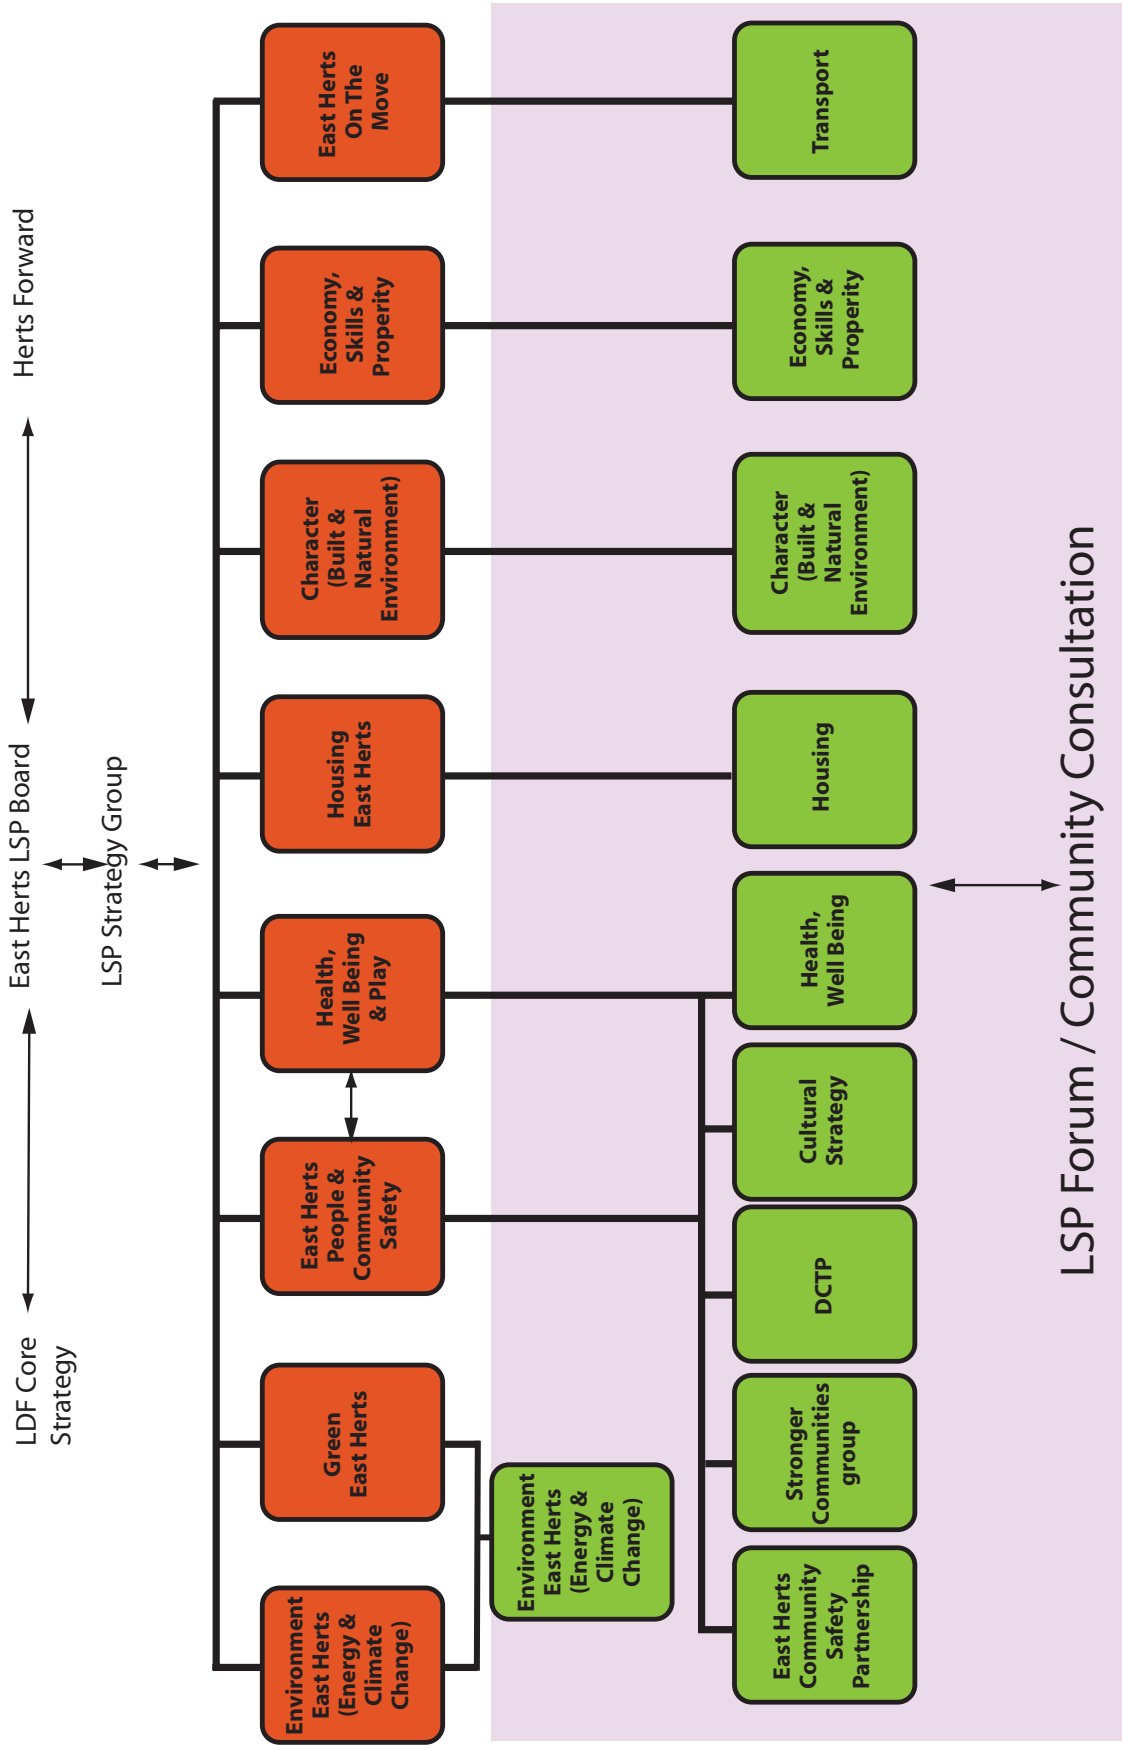 LDF Core
Strategy
East Herts LSP Board
Herts Forward
LSP Strategy Group
Environment
East Herts
(Energy &
Climate
Change)
Green
East Herts
East Herts
People &
Community
Safety
Health,
Well Being
& Play
Housing
East Herts
Character
(Built &
Natural
Environment)
Economy,
Skills &
Properity
East Herts
On The
Move
Environment
East Herts
(Energy &
Climate
Change)
East Herts
Community
Safety
Partnership
Stronger
Communities
group
DCTP
Cultural
Strategy
Health,
Well Being
Housing
Character
(Built &
Natural
Environment)
Economy,
Skills &
Properity
Transport
LSP Forum / Community Consultation